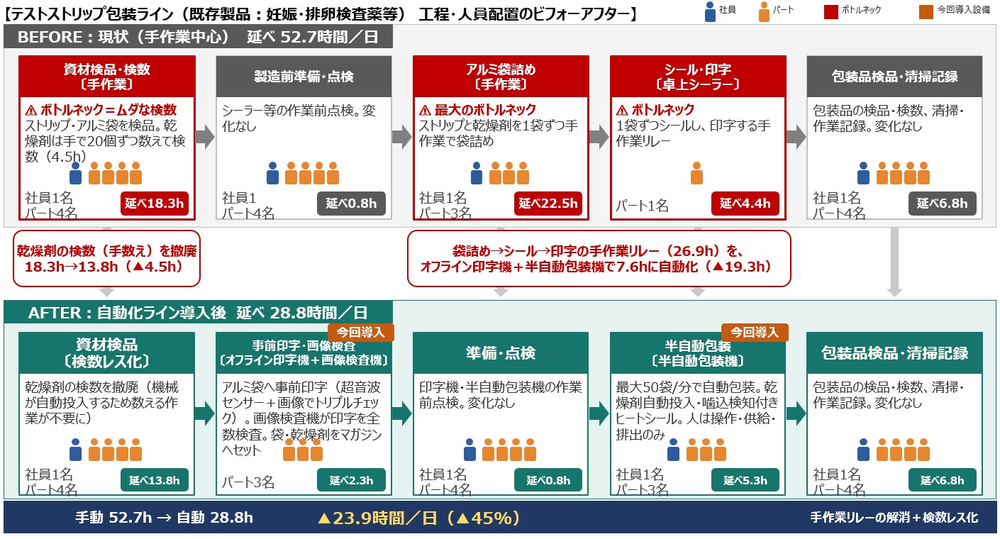 【テストストリップ包装ライン（既存製品：妊娠・排卵検査薬等） 工程・人員配置のビフォーアフター】
社員
パート
ボトルネック
今回導入設備
BEFORE：現状（手作業中心） 延べ 52.7時間／日
資材検品・検数
〔手作業〕
⚠ ボトルネック＝ムダな検数
ストリップ・アルミ袋を検品。乾
燥剤は手で20個ずつ数えて検
数（4.5h）
社員1名
パート4名
延べ18.3h
製造前準備・点検
シーラー等の作業前点検。変
化なし
社員1
パート4名
延べ0.8h
アルミ袋詰め
〔手作業〕
⚠ 最大のボトルネック
ストリップと乾燥剤を1袋ずつ手
作業で袋詰め
社員1名
パート3名
延べ22.5h
シール・印字
〔卓上シーラー〕
⚠ ボトルネック
1袋ずつシールし、印字する手
作業リレー
パート1名
延べ4.4h
包装品検品・清掃記録
包装品の検品・検数、清掃・
作業記録。変化なし
社員1名
パート4名
延べ6.8h
乾燥剤の検数（手数え）を撤廃
18.3h→13.8h（▲4.5h）
袋詰め→シール→印字の手作業リレー（26.9h）を、
オフライン印字機＋半自動包装機で7.6hに自動化（▲19.3h）
AFTER：自動化ライン導入後 延べ 28.8時間／日
資材検品
〔検数レス化〕
乾燥剤の検数を撤廃（機械
が自動投入するため数える作
業が不要に）
社員1名
パート4名
延べ13.8h
今回導入
事前印字・画像検査
〔オフライン印字機＋画像検査機〕
アルミ袋へ事前印字（超音波
センサー＋画像でトリプルチェッ
ク）。画像検査機が印字を全
数検査。袋・乾燥剤をマガジン
へセット
パート3名
延べ2.3h
準備・点検
印字機・半自動包装機の作業
前点検。変化なし
社員1名
パート4名
延べ0.8h
今回導入
半自動包装
〔半自動包装機〕
最大50袋/分で自動包装。乾
燥剤自動投入・噛込検知付き
ヒートシール。人は操作・供給・
排出のみ
社員1名
パート3名
延べ5.3h
包装品検品・清掃記録
包装品の検品・検数、清掃・
作業記録。変化なし
社員1名
パート4名
延べ6.8h
手動 52.7h → 自動 28.8h
▲23.9時間／日（▲45%）
手作業リレーの解消＋検数レス化